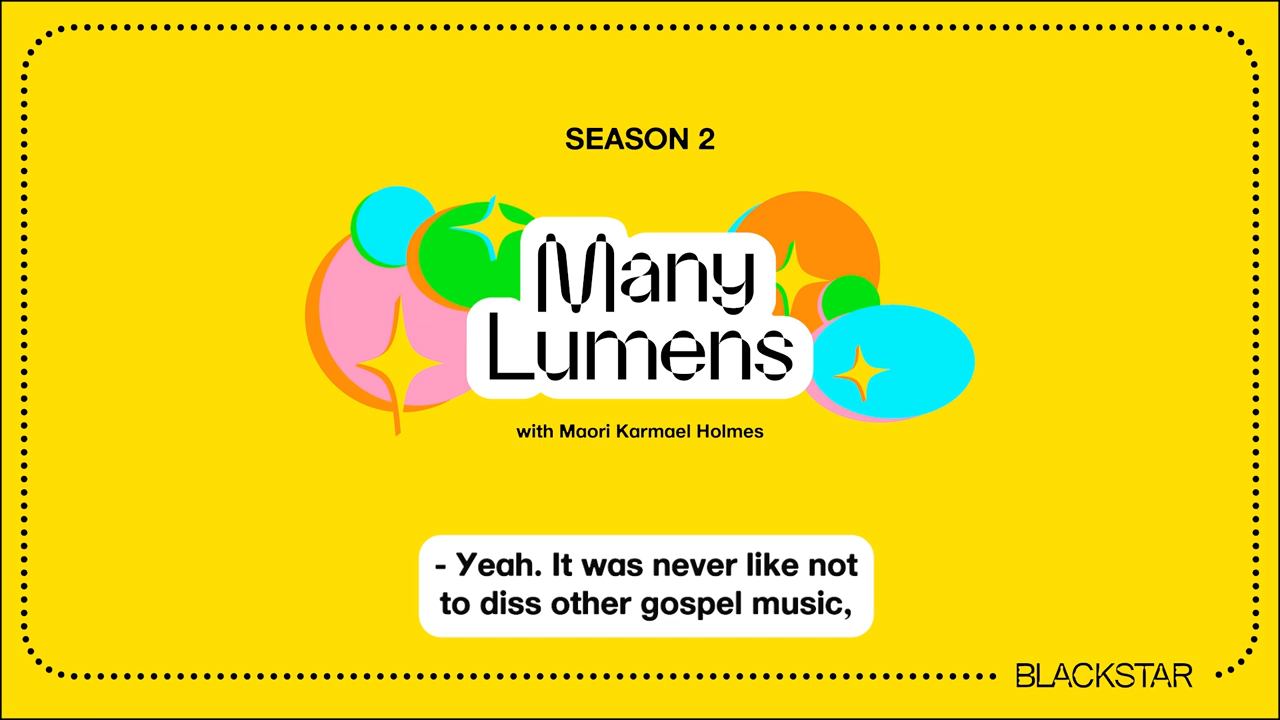 SEASON 2
Many
Lumens
with Maori Karmael Holmes
- Yeah. It was never like not
to diss other gospel music,
BLACKSTAR